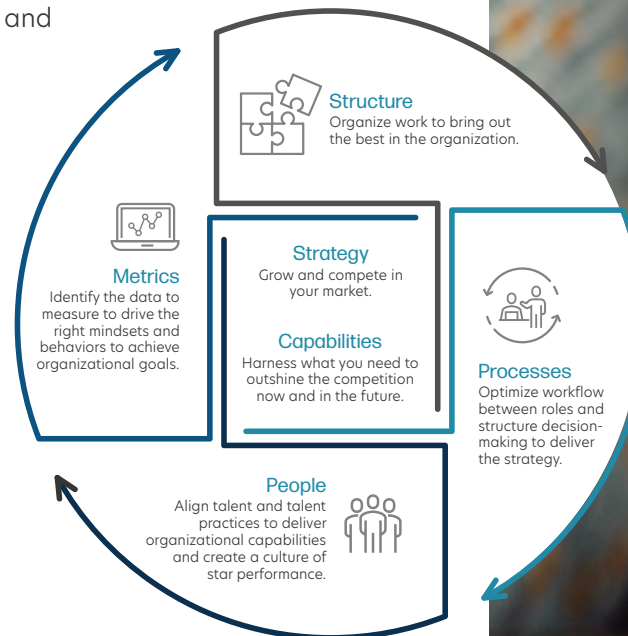 and
Structure
Organize work to bring out
the best in the organization.
Metrics
Identify the data to
measure to drive the
right mindsets and
behaviors to achieve
organizational goals.
Strategy
Grow and compete in
your market.
Capabilities
Harness what you need to
outshine the competition
now and in the future.
Processes
Optimize workflow
between roles and
structure decision-
making to deliver
the strategy.
People
Align talent and talent
practices to deliver
organizational capabilities
and create a culture of
star performance.